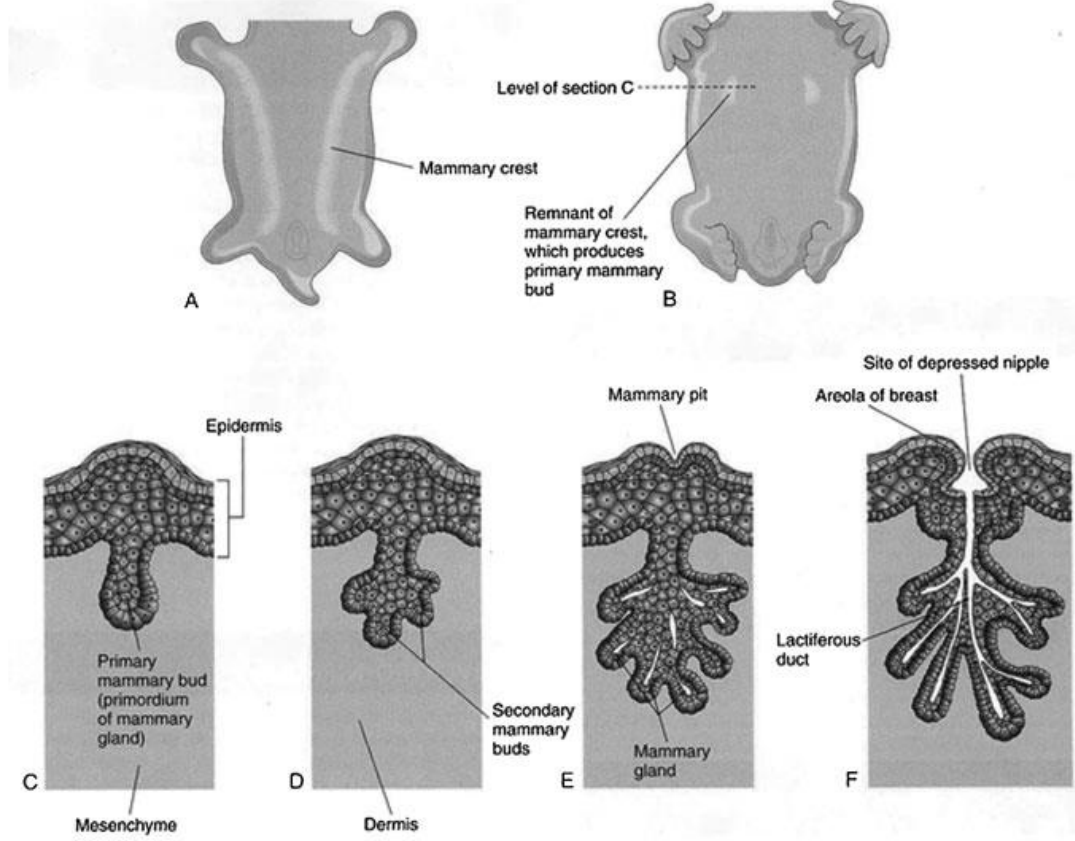 Level of section C
Mammary crest
Remnant of
mammary crest,
which produces
primary mammary
bud
A
B
Site of depressed nipple
Mammary pit
Areola of breast
Epidermis
Primary
mammary bud
(primordium of mammary
gland)
Lactiferous
duct
Secondary
mammary
buds
Mammary
gland
C
D
E
F
Mesenchyme
Dermis